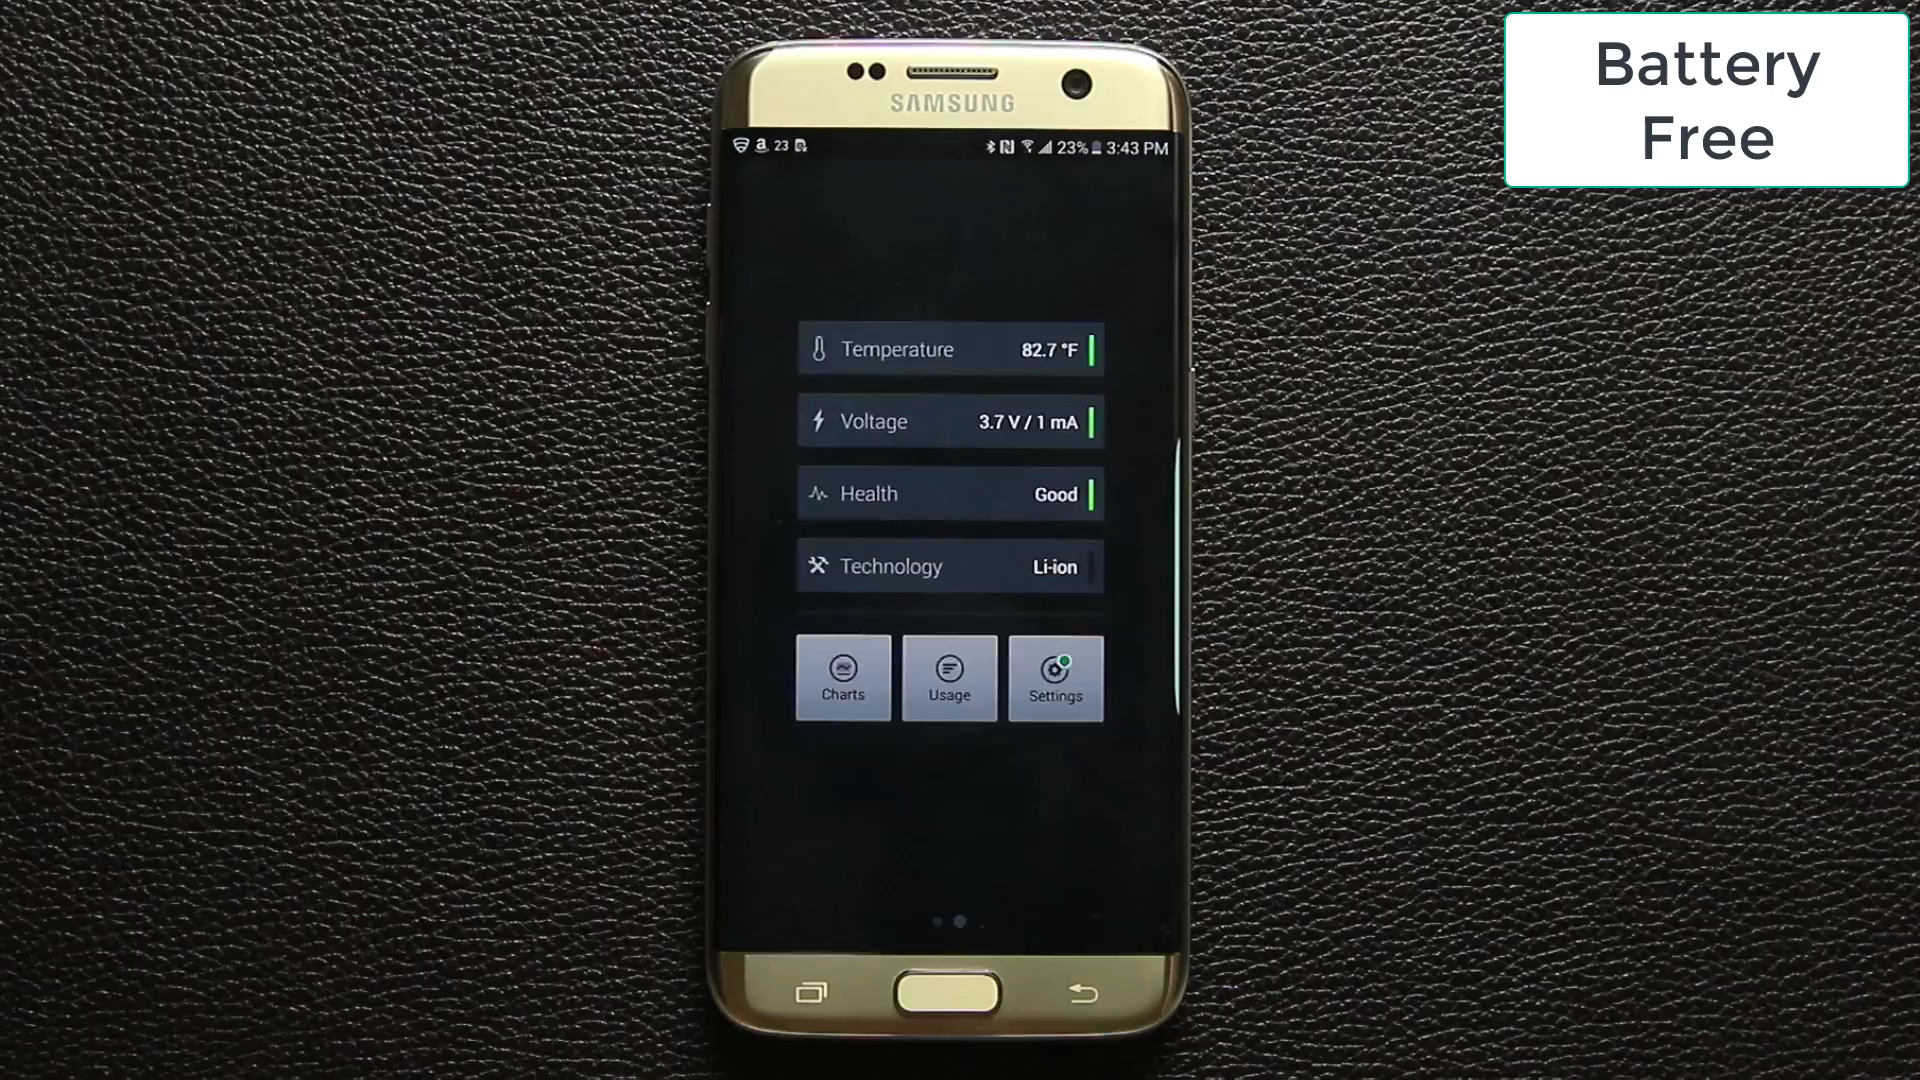 Battery
Free
SAMSUNG
23
23% 3:43 PM
Temperature 82.7 °F
Voltage 3.7 V / 1 mA
Health Good
Technology Li-ion
Charts Usage Settings